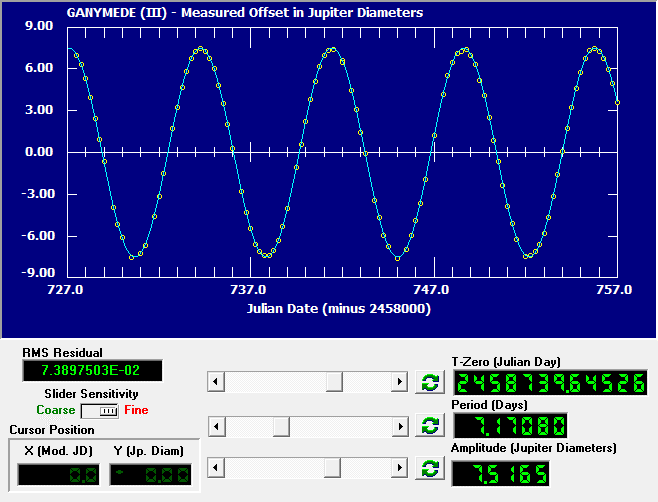 GANYMEDE (III) - Measured Offset in Jupiter Diameters
9.00
6.00
3.00
0.00
-3.00
-6.00
-9.00
727.0 737.0 747.0 757.0
Julian Date (minus 2458000)
RMS Residual
7.3897503E-02
Slider Sensitivity
Coarse Fine
Cursor Position
X (Mod. JD) Y (Jp. Diam)
0.0 0.00
T-Zero (Julian Day)
2458739.64526
Period (Days)
7.17080
Amplitude (Jupiter Diameters)
7.5165